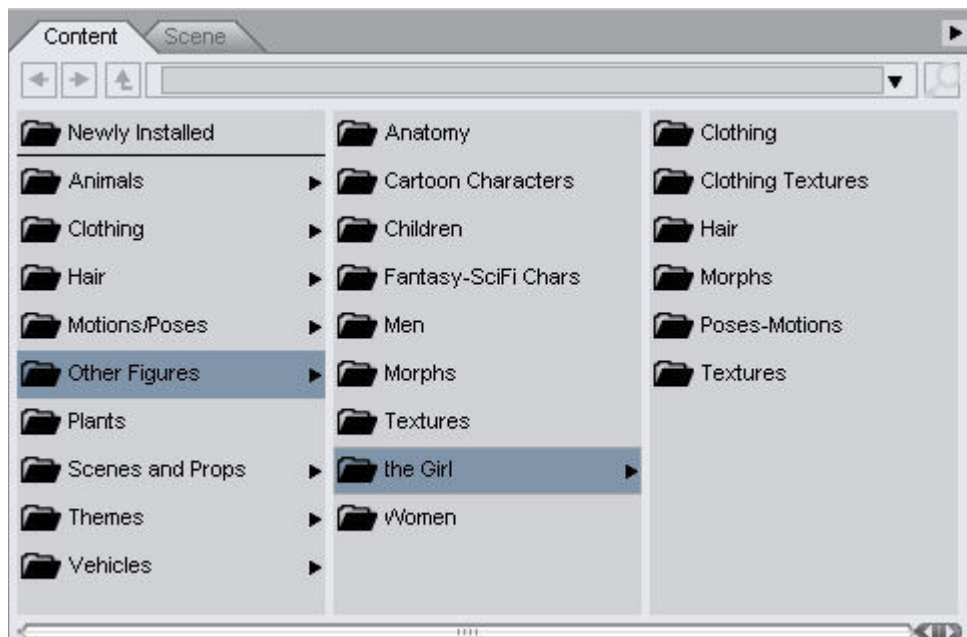 Content
Scene
Newly Installed
Animals
Clothing
Hair
Motions/Poses
Other Figures
Plants
Scenes and Props
Themes
Vehicles
Anatomy
Cartoon Characters
Children
Fantasy-SciFi Chars
Men
Morphs
Textures
the Girl
Women
Clothing
Clothing Textures
Hair
Morphs
Poses-Motions
Textures